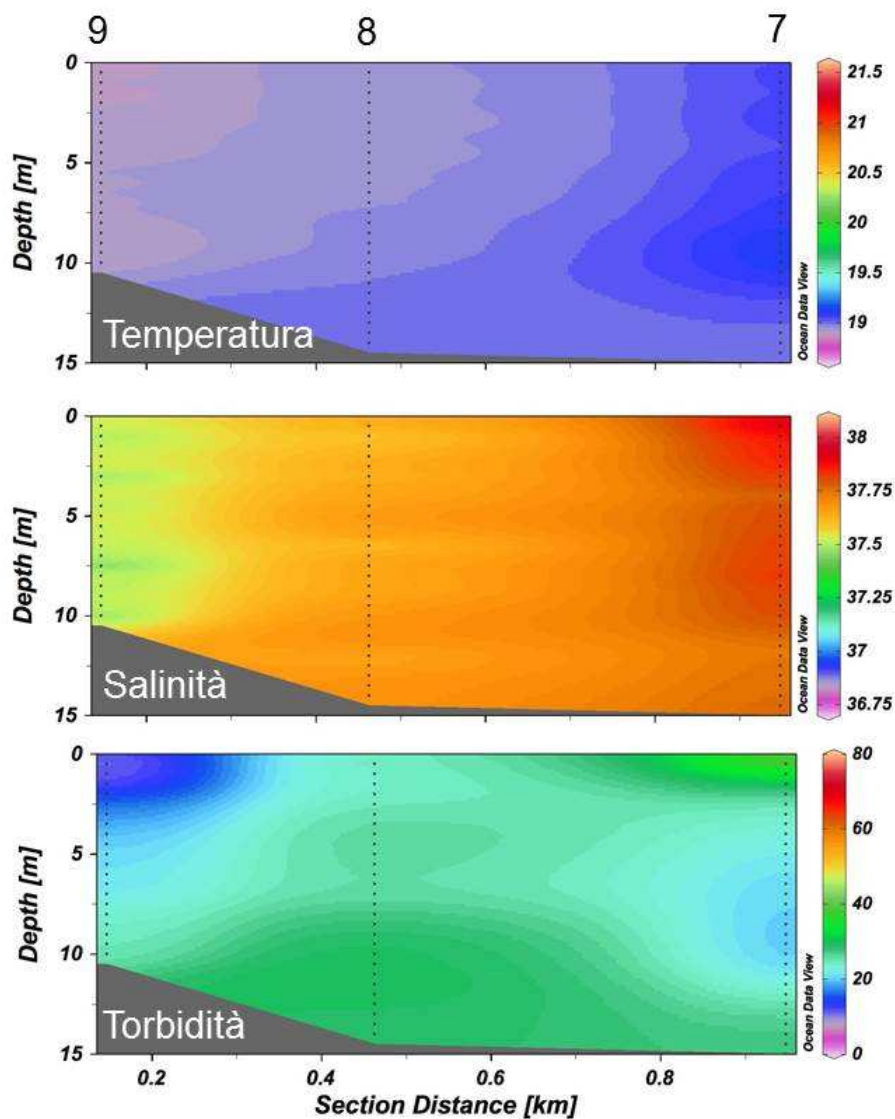 9 8 7
0
5
10
15
Depth [m]
Temperatura
21.5
21
20.5
20
19.5
19
Ocean Data View
0
5
10
15
Depth [m]
Salinità
38
37.75
37.5
37.25
37
36.75
Ocean Data View
0
5
10
15
Depth [m]
Torbidità
80
60
40
20
0
Ocean Data View
0.2 0.4 0.6 0.8
Section Distance [km]